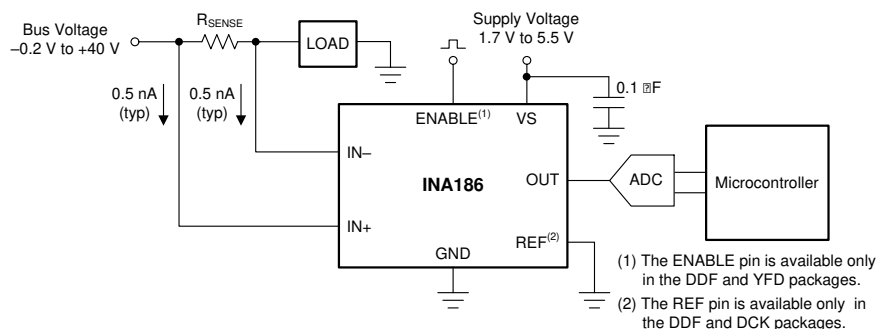 Bus Voltage
–0.2 V to +40 V
RSENSE
LOAD
Supply Voltage
1.7 V to 5.5 V
0.5 nA
(typ)
0.5 nA
(typ)
0.1 �F
ENABLE(1)
VS
IN–
INA186
OUT
ADC
Microcontroller
IN+
REF(2)
GND
(1) The ENABLE pin is available only
in the DDF and YFD packages.
(2) The REF pin is available only in
the DDF and DCK packages.